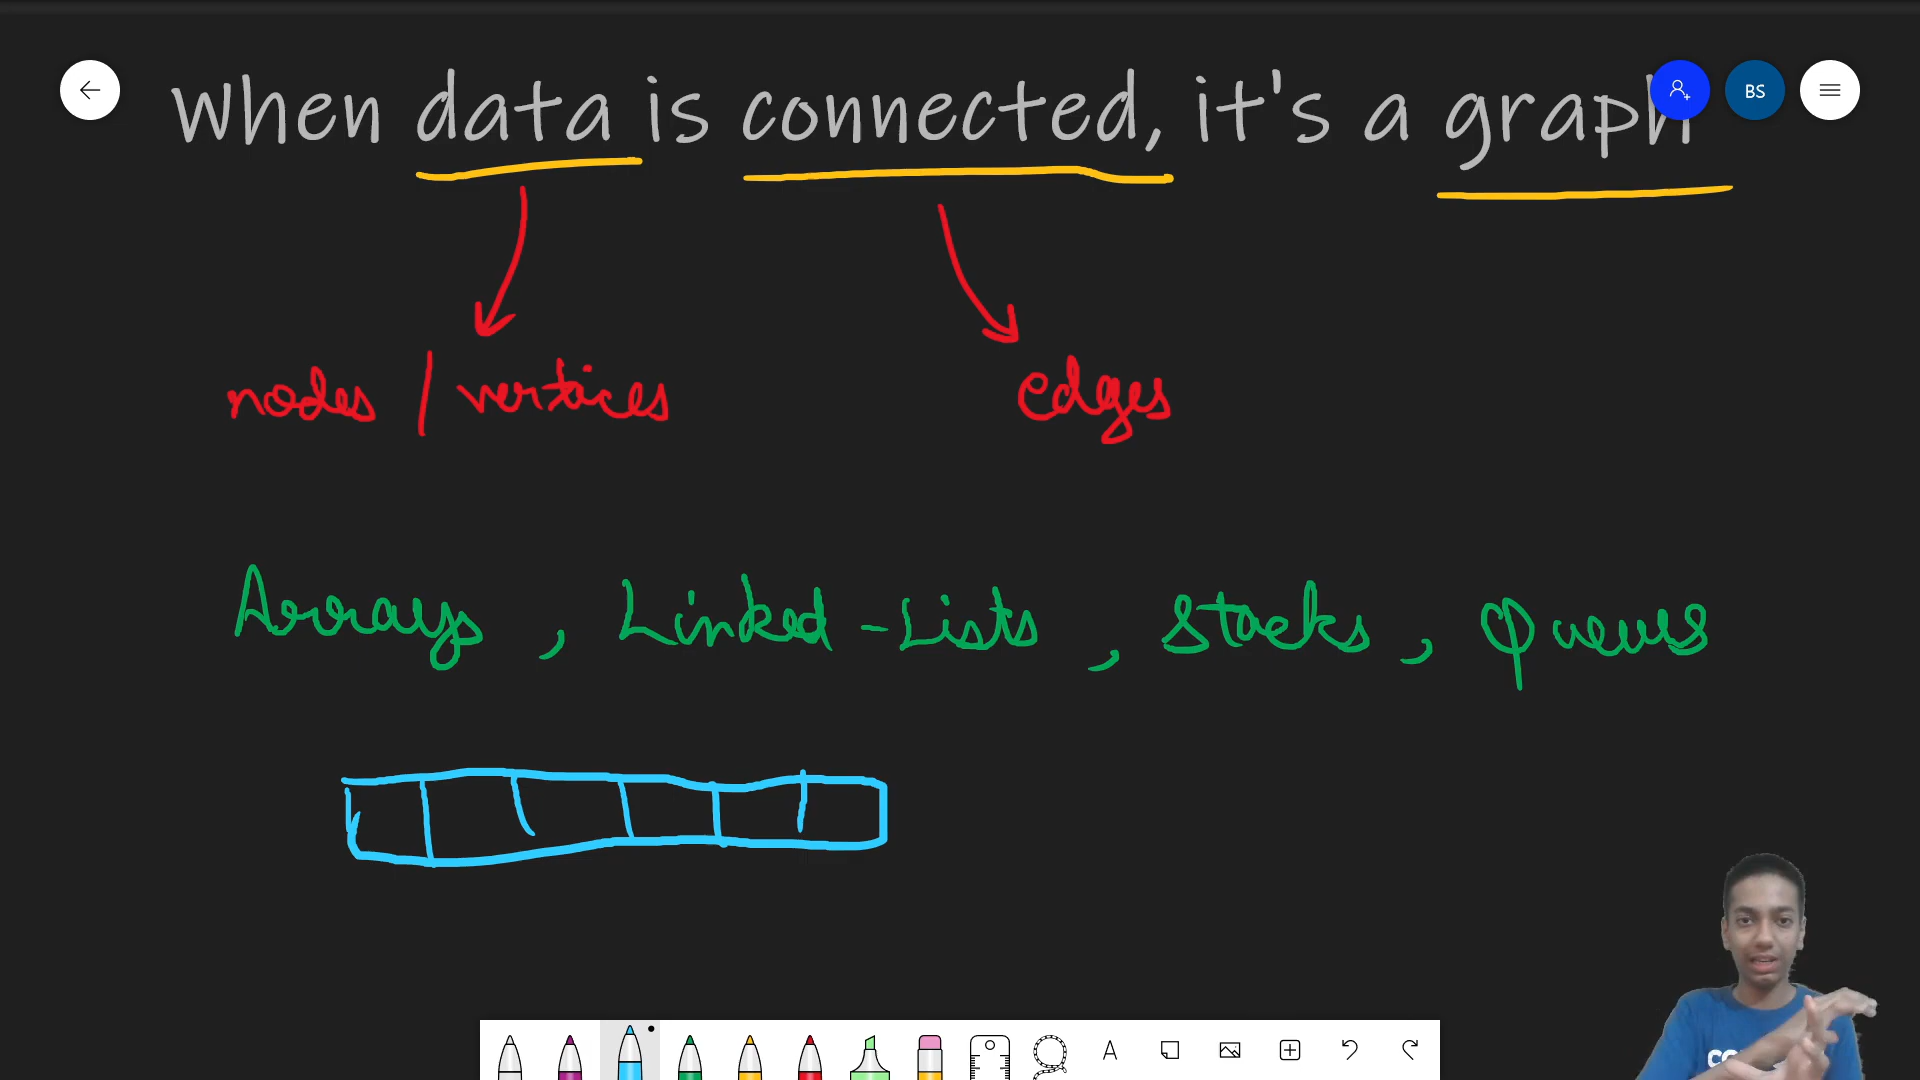 When data is connected, it's a graph
BS
nodes / vertices
edges
Arrays, Linked-Lists, Stacks, Queues